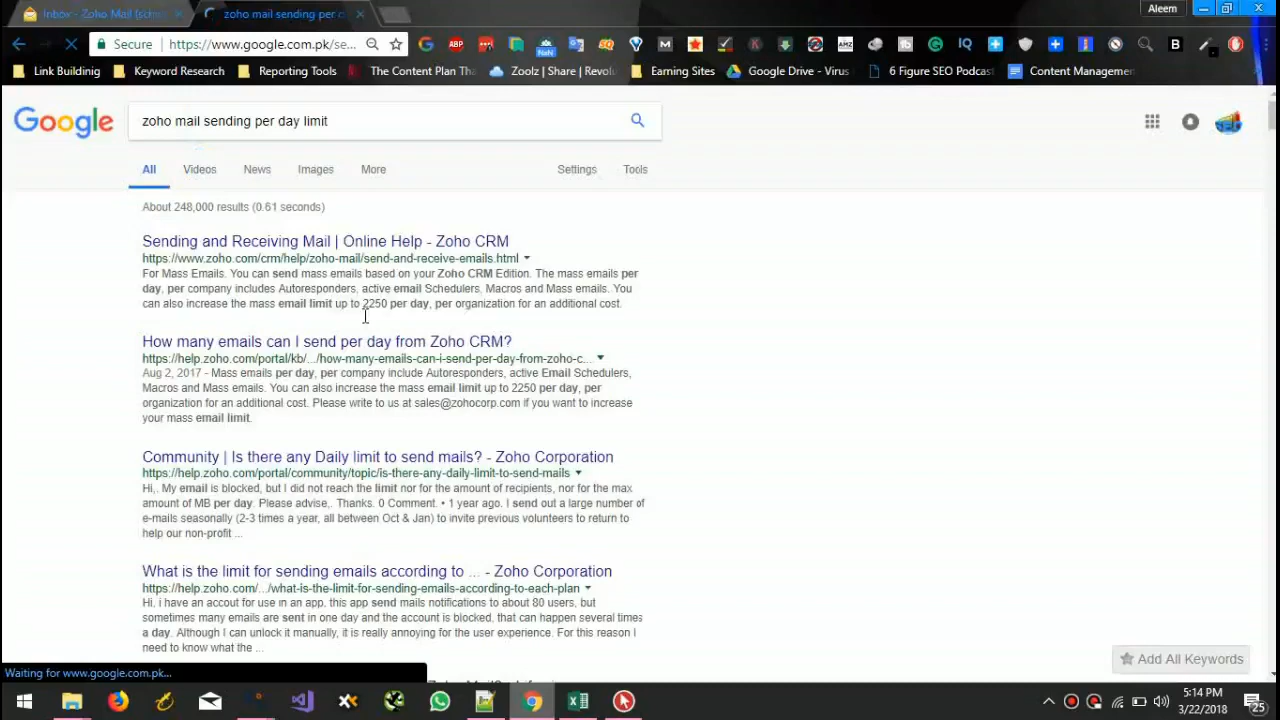 Inbox - Zoho Mail (sch
zoho mail sending per d
Aleem
Secure
https://www.google.com.pk/se...
Link Buildinig
Keyword Research
Reporting Tools
The Content Plan Tha
Zoolz | Share | Revolu
Earning Sites
Google Drive - Virus
6 Figure SEO Podcast
Content Managemen
Google
zoho mail sending per day limit
All
Videos
News
Images
More
Settings
Tools
About 248,000 results (0.61 seconds)
Sending and Receiving Mail | Online Help - Zoho CRM
https://www.zoho.com/crm/help/zoho-mail/send-and-receive-emails.html
For Mass Emails. You can send mass emails based on your Zoho CRM Edition. The mass emails per
day, per company includes Autoresponders, active email Schedulers, Macros and Mass emails. You
can also increase the mass email limit up to 2250 per day, per organization for an additional cost.
How many emails can I send per day from Zoho CRM?
https://help.zoho.com/portal/kb/.../how-many-emails-can-i-send-per-day-from-zoho-c...
Aug 2, 2017 - Mass emails per day, per company include Autoresponders, active Email Schedulers,
Macros and Mass emails. You can also increase the mass email limit up to 2250 per day, per
organization for an additional cost. Please write to us at sales@zohocorp.com if you want to increase
your mass email limit.
Community | Is there any Daily limit to send mails? - Zoho Corporation
https://help.zoho.com/portal/community/topic/is-there-any-daily-limit-to-send-mails
Hi,. My email is blocked, but I did not reach the limit nor for the amount of recipients, nor for the max
amount of MB per day. Please advise,. Thanks. 0 Comment. • 1 year ago. I send out a large number of
e-mails seasonally (2-3 times a year, all between Oct & Jan) to invite previous volunteers to return to
help our non-profit ...
What is the limit for sending emails according to ... - Zoho Corporation
https://help.zoho.com/.../what-is-the-limit-for-sending-emails-according-to-each-plan
Hi, i have an accout for use in an app. this app send mails notifications to about 80 users, but
sometimes many emails are sent in one day and the account is blocked, that can happen several times
a day. Although I can unlock it manually, it is really annoying for the user experience. For this reason I
need to know what the ...
Add All Keywords
Waiting for www.google.com.pk...
5:14 PM
3/22/2018
25